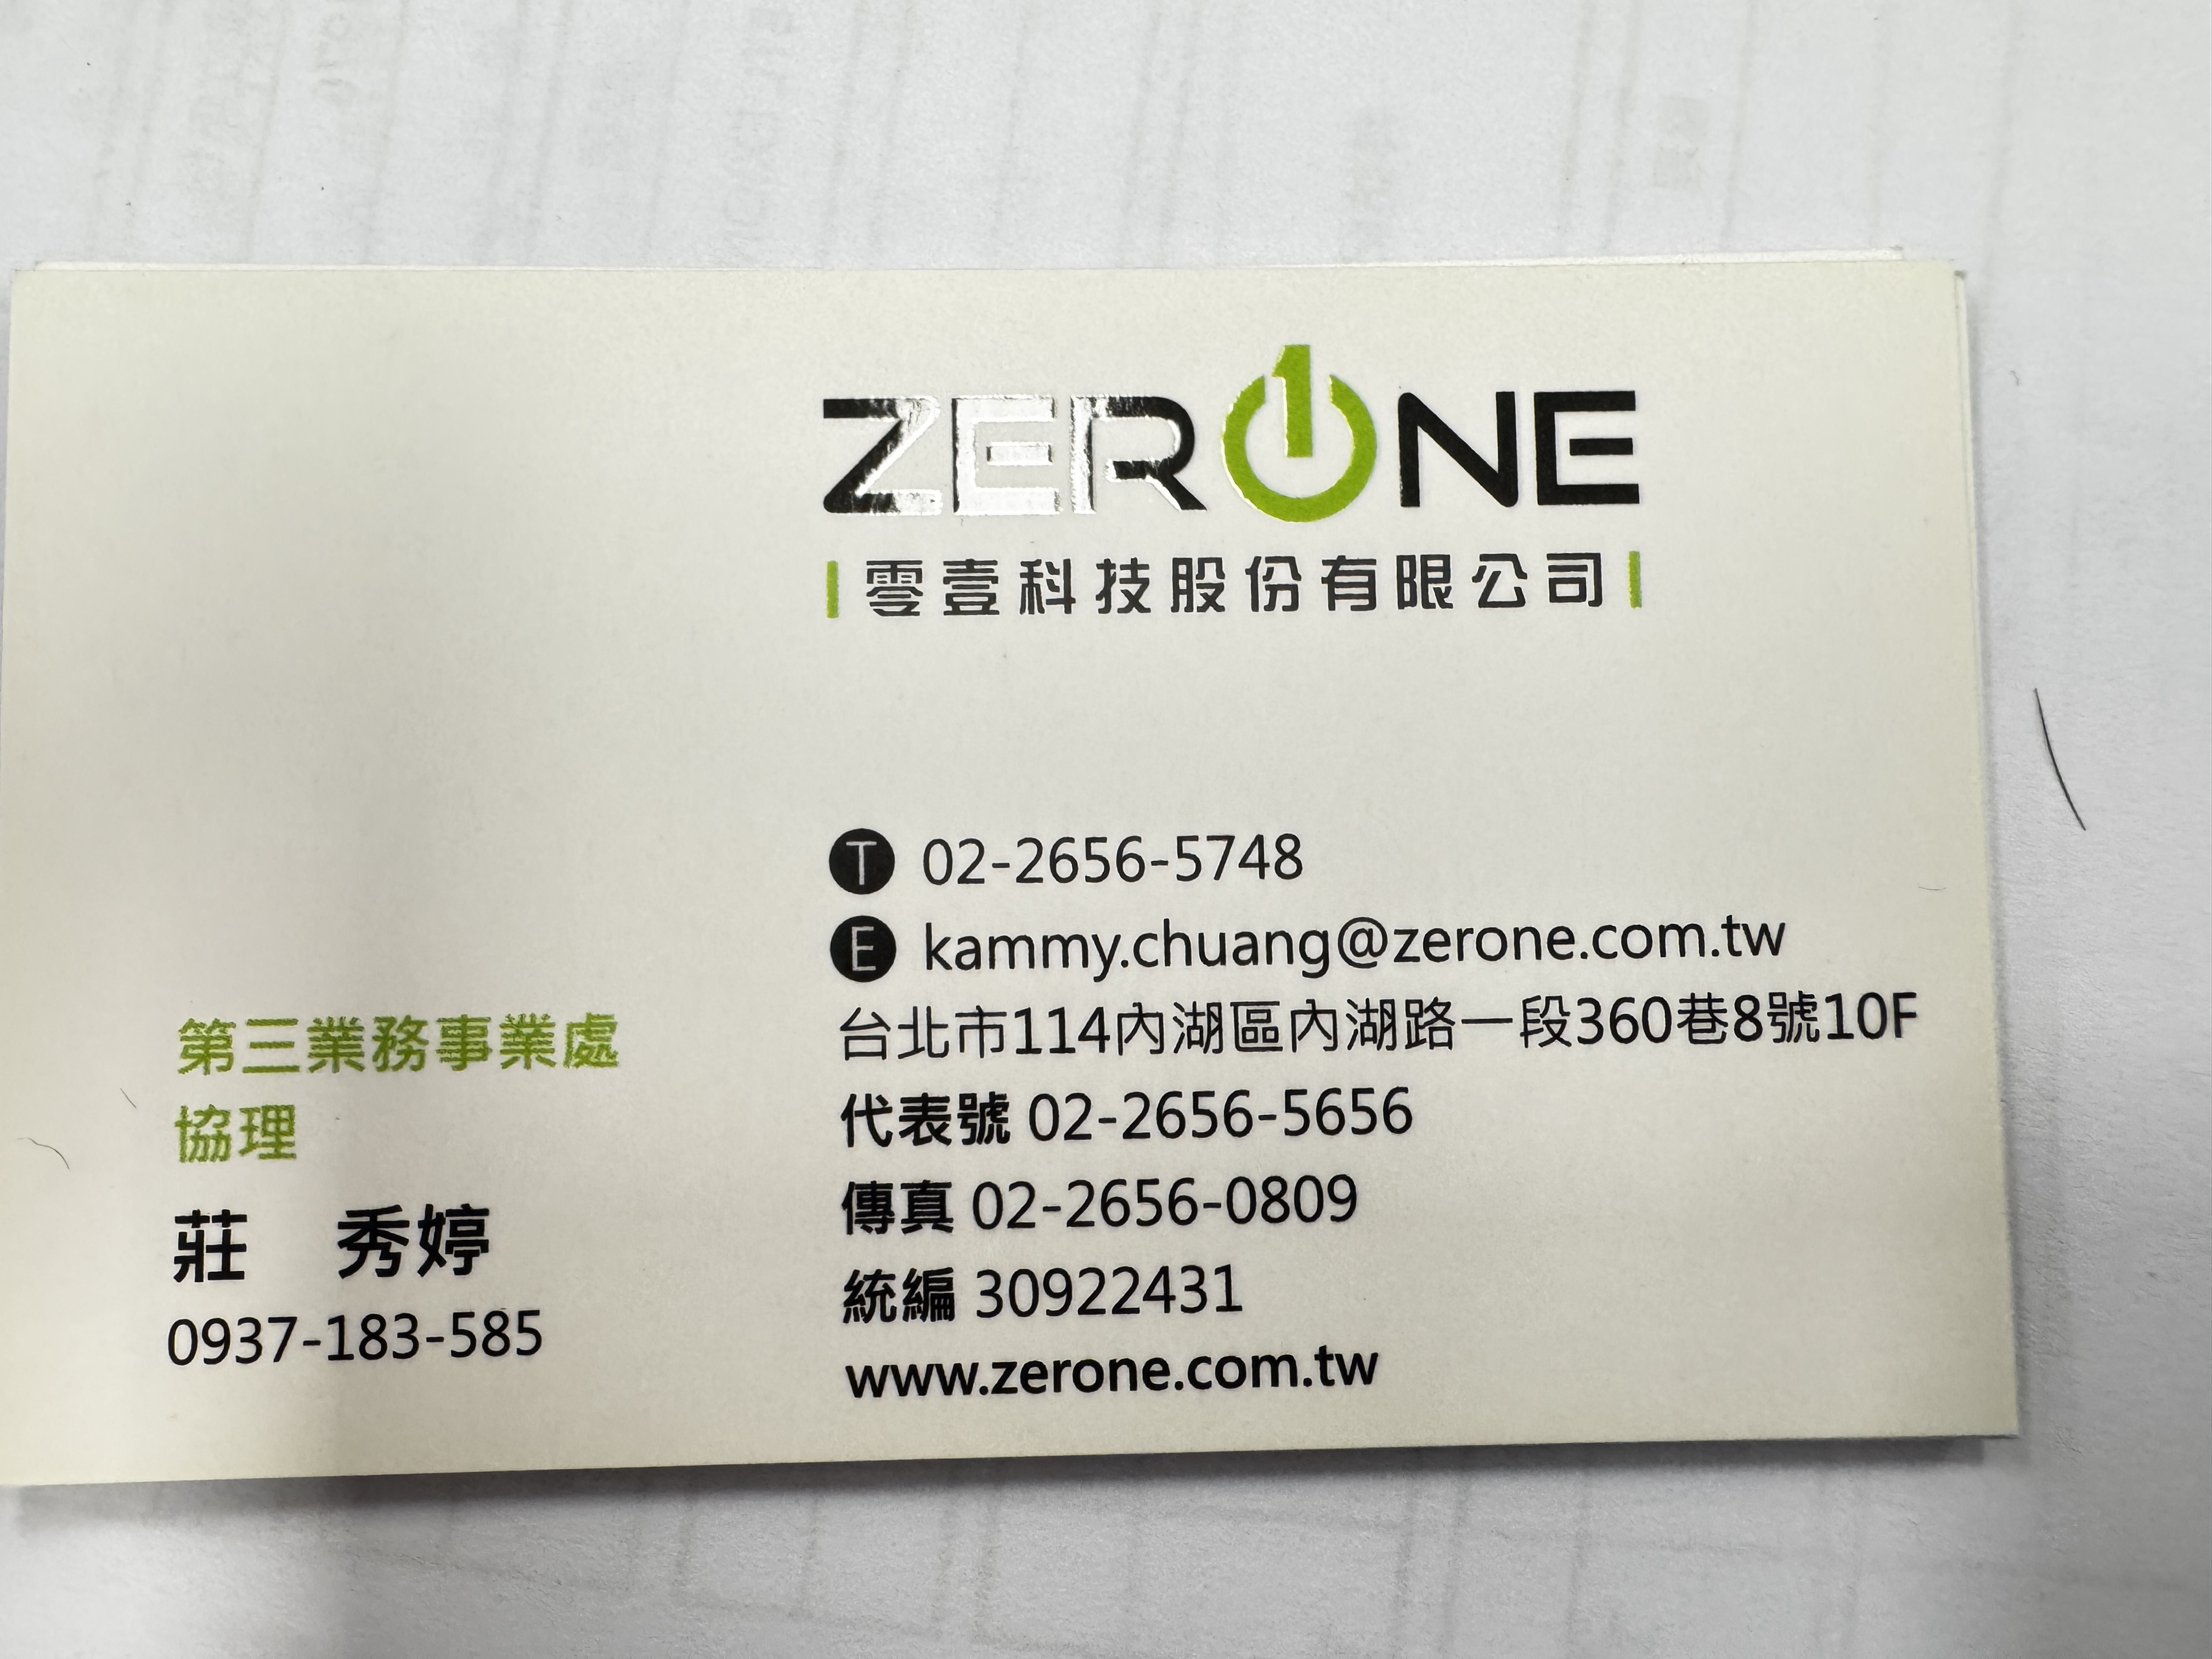 ZERONE
零壹科技股份有限公司
第三業務事業處
協理
莊 秀婷
0937-183-585
T 02-2656-5748
E kammy.chuang@zerone.com.tw
台北市114內湖區內湖路一段360巷8號10F
代表號 02-2656-5656
傳真 02-2656-0809
統編 30922431
www.zerone.com.tw